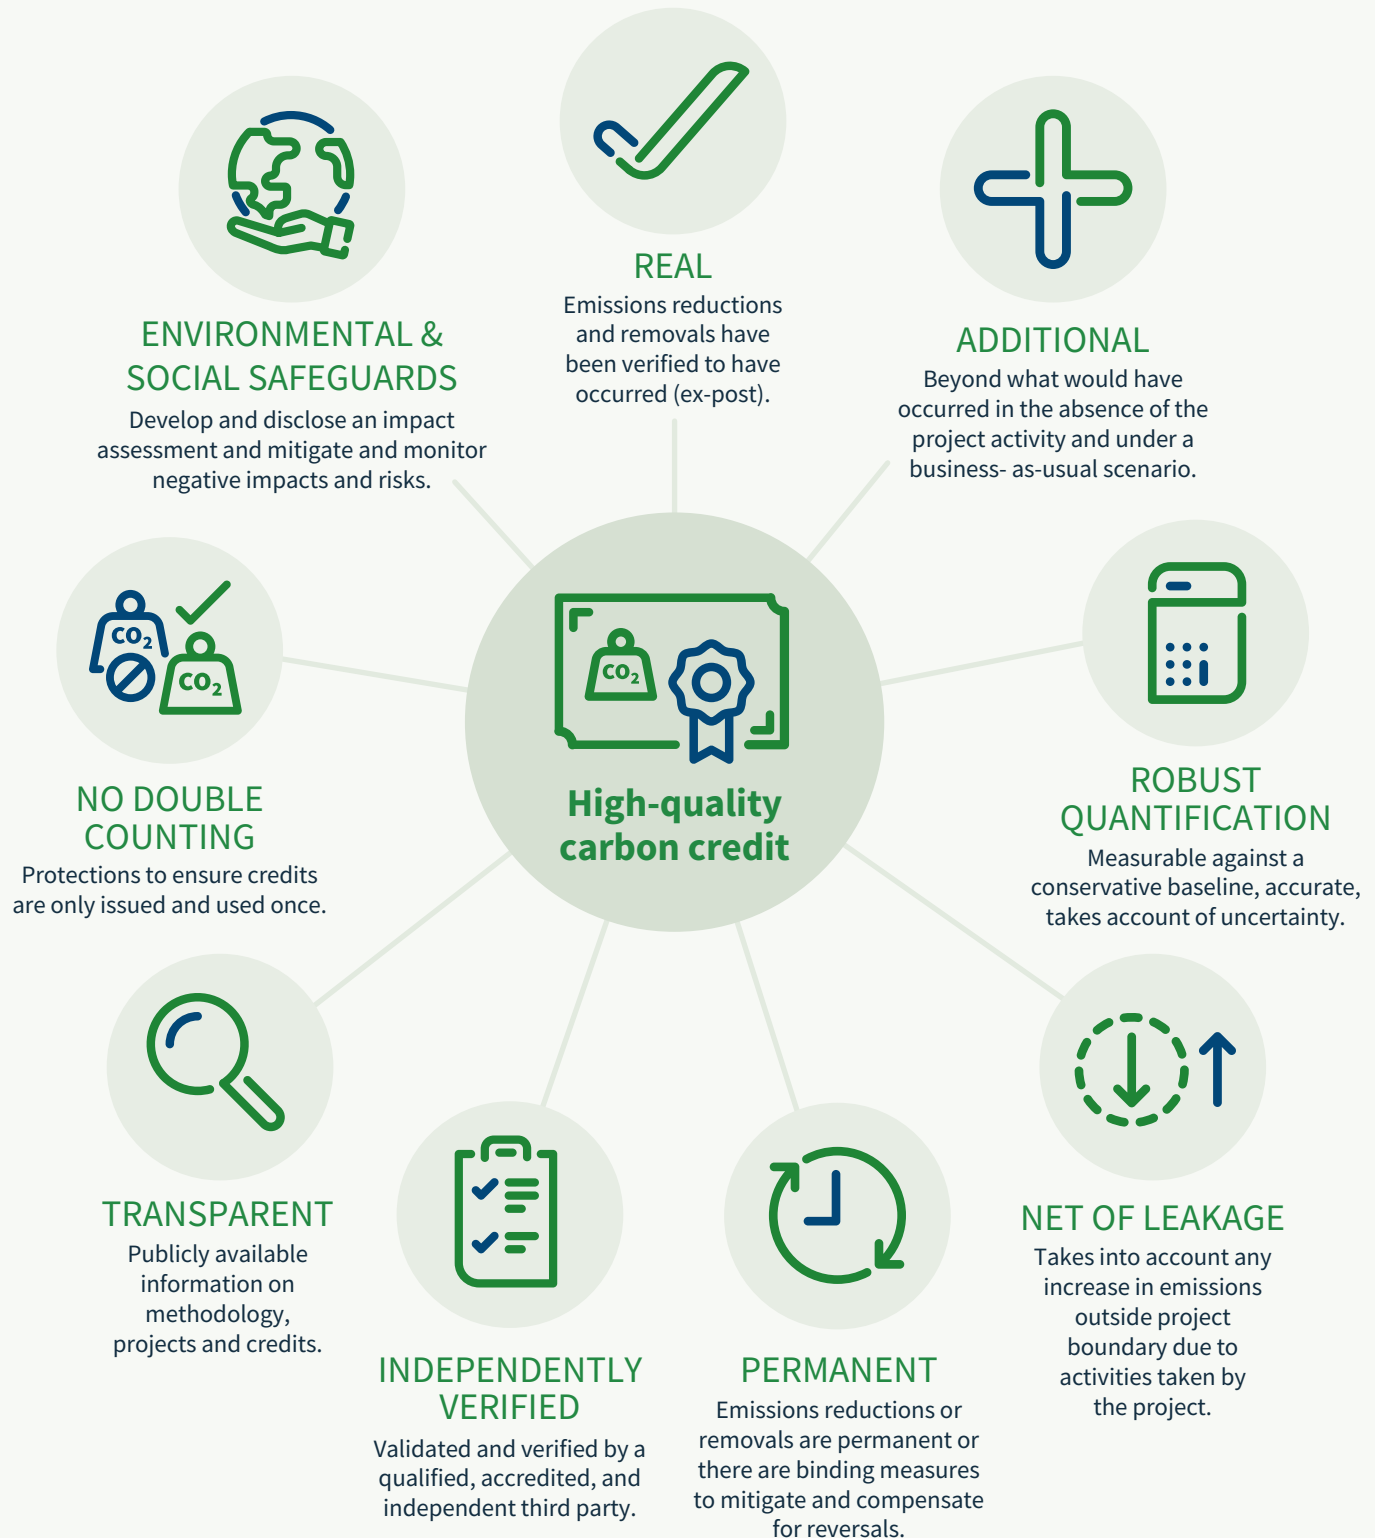 REAL
Emissions reductions
and removals have
been verified to have
occurred (ex-post).
ENVIRONMENTAL &
SOCIAL SAFEGUARDS
Develop and disclose an impact
assessment and mitigate and monitor
negative impacts and risks.
ADDITIONAL
Beyond what would have
occurred in the absence of the
project activity and under a
business- as-usual scenario.
CO2
CO2
NO DOUBLE
COUNTING
Protections to ensure credits
are only issued and used once.
CO2
High-quality
carbon credit
ROBUST
QUANTIFICATION
Measurable against a
conservative baseline, accurate,
takes account of uncertainty.
TRANSPARENT
Publicly available
information on
methodology,
projects and credits.
INDEPENDENTLY
VERIFIED
Validated and verified by a
qualified, accredited, and
independent third party.
PERMANENT
Emissions reductions or
removals are permanent or
there are binding measures
to mitigate and compensate
for reversals.
NET OF LEAKAGE
Takes into account any
increase in emissions
outside project
boundary due to
activities taken by
the project.